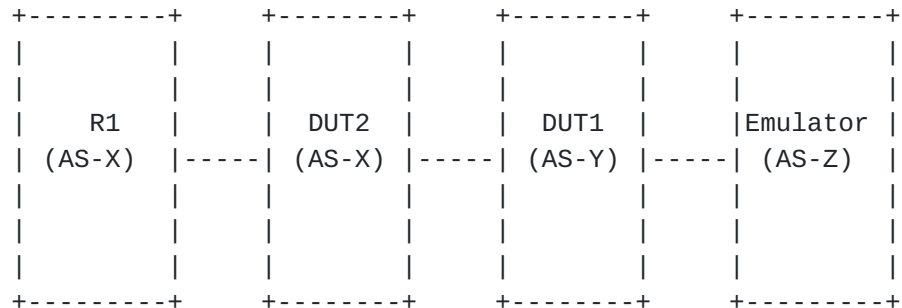 R1 DUT2 DUT1 Emulator
(AS-X) (AS-X) (AS-Y) (AS-Z)